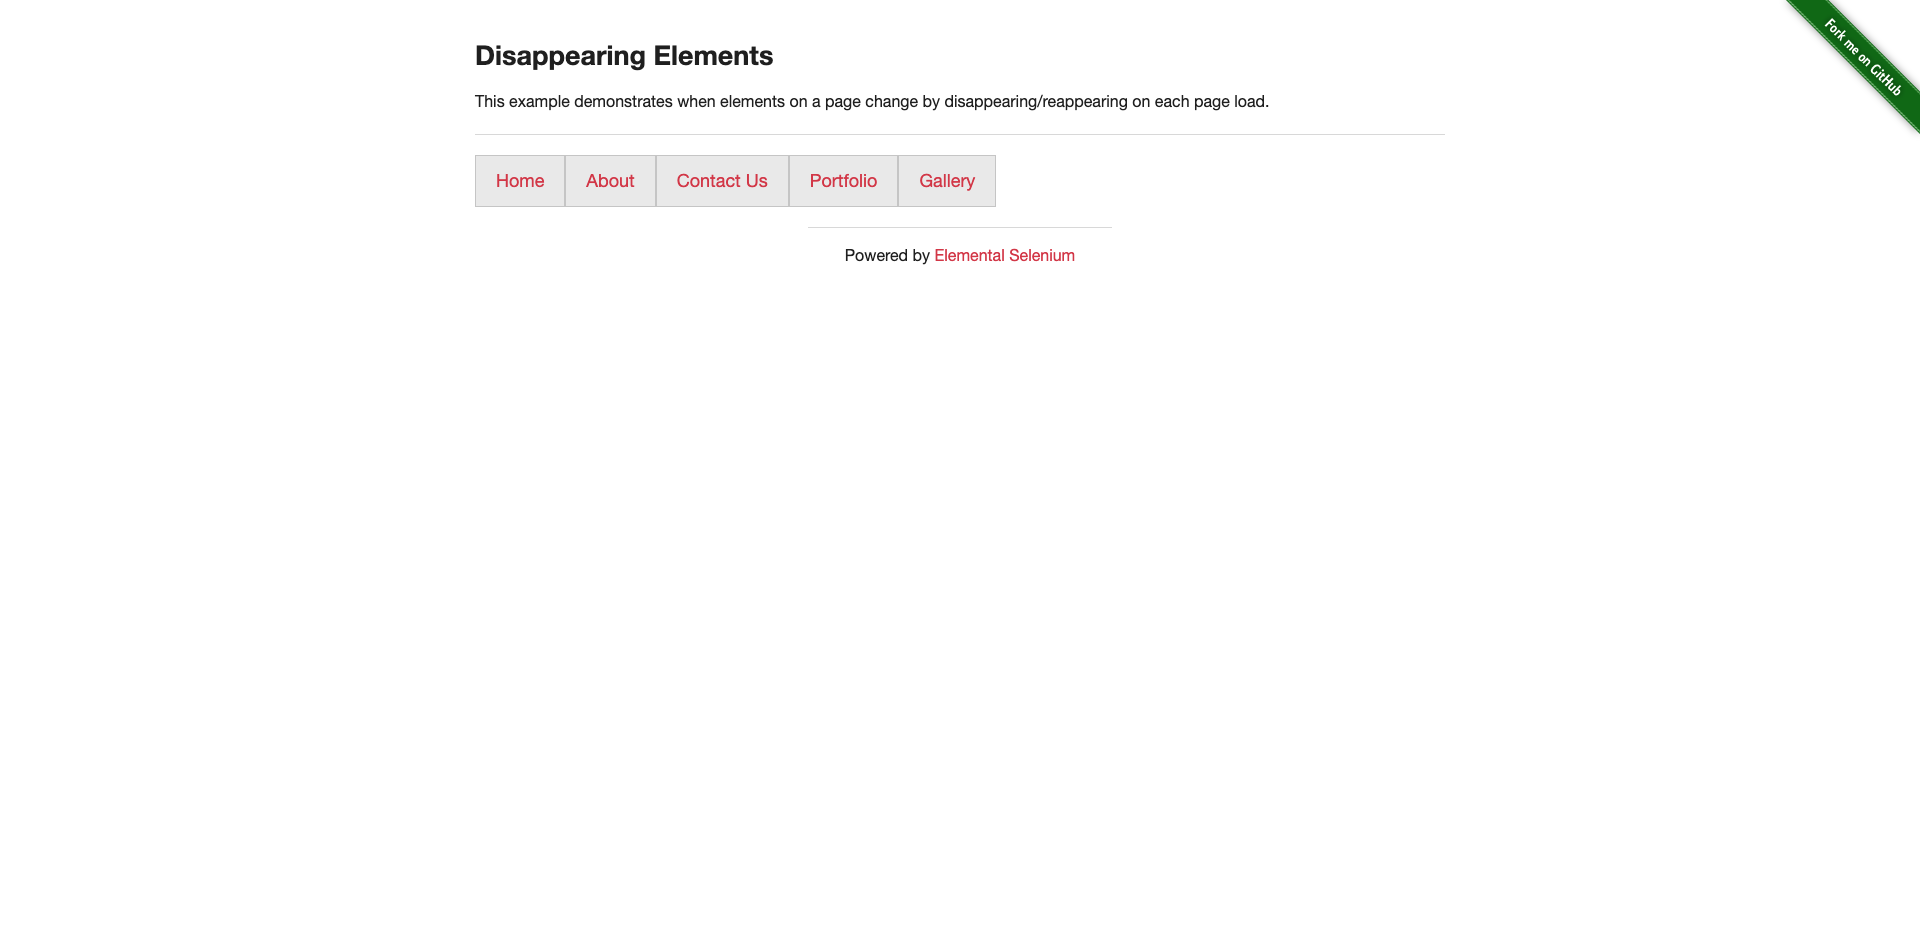 Fork me on GitHub
Disappearing Elements
This example demonstrates when elements on a page change by disappearing/reappearing on each page load.
Home About Contact Us Portfolio Gallery
Powered by Elemental Selenium